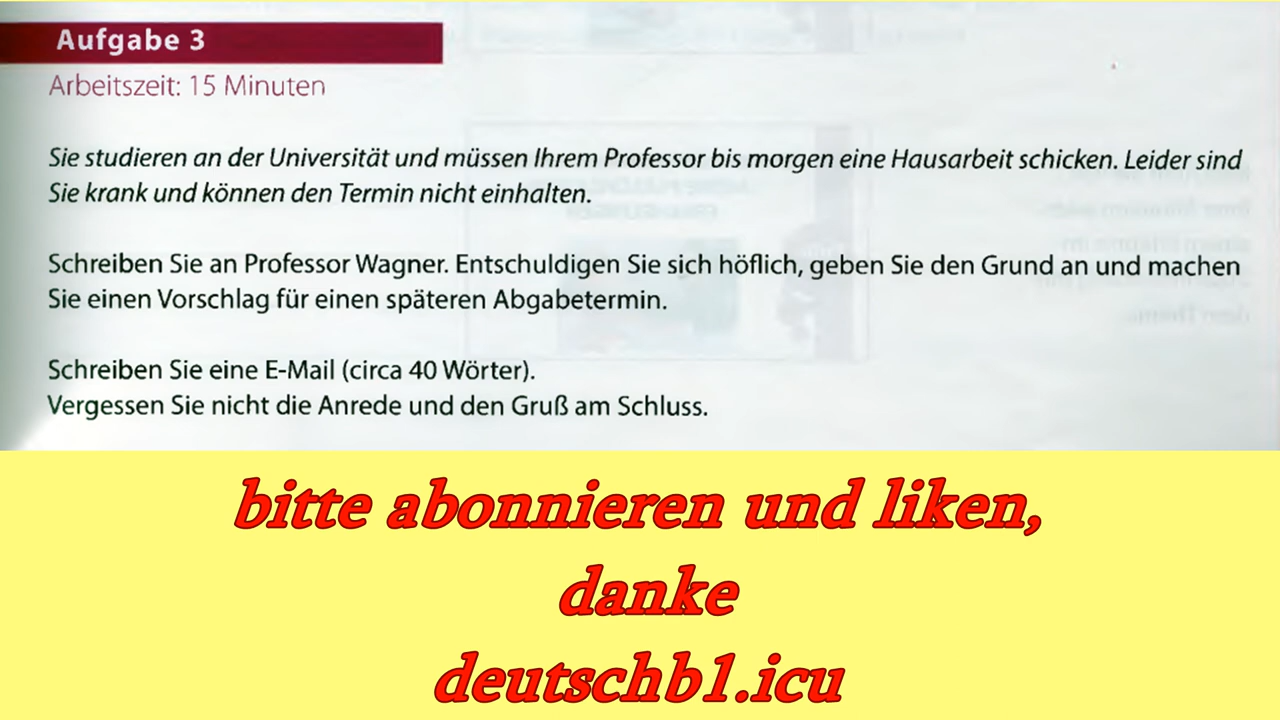 Aufgabe 3
Arbeitszeit: 15 Minuten
Sie studieren an der Universität und müssen Ihrem Professor bis morgen eine Hausarbeit schicken. Leider sind
Sie krank und können den Termin nicht einhalten.
Schreiben Sie an Professor Wagner. Entschuldigen Sie sich höflich, geben Sie den Grund an und machen
Sie einen Vorschlag für einen späteren Abgabetermin.
Schreiben Sie eine E-Mail (circa 40 Wörter).
Vergessen Sie nicht die Anrede und den Gruß am Schluss.
bitte abonnieren und liken,
danke
deutschb1.icu